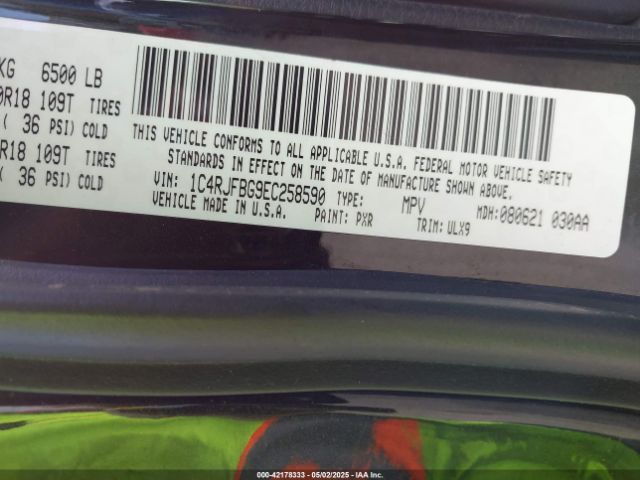 KG 6500 LB
0R18 109T TIRES
( 36 PSI) COLD
R18 109T TIRES
( 36 PSI) COLD
THIS VEHICLE CONFORMS TO ALL APPLICABLE U.S.A. FEDERAL MOTOR VEHICLE SAFETY
STANDARDS IN EFFECT ON THE DATE OF MANUFACTURE SHOWN ABOVE.
VIN: 1C4RJFBG9EC258590 TYPE: MPV MDH:080621 030AA
VEHICLE MADE IN U.S.A. PAINT: PXR TRIM: ULX9
000-42178333 - 05/02/2025 - IAA Inc.